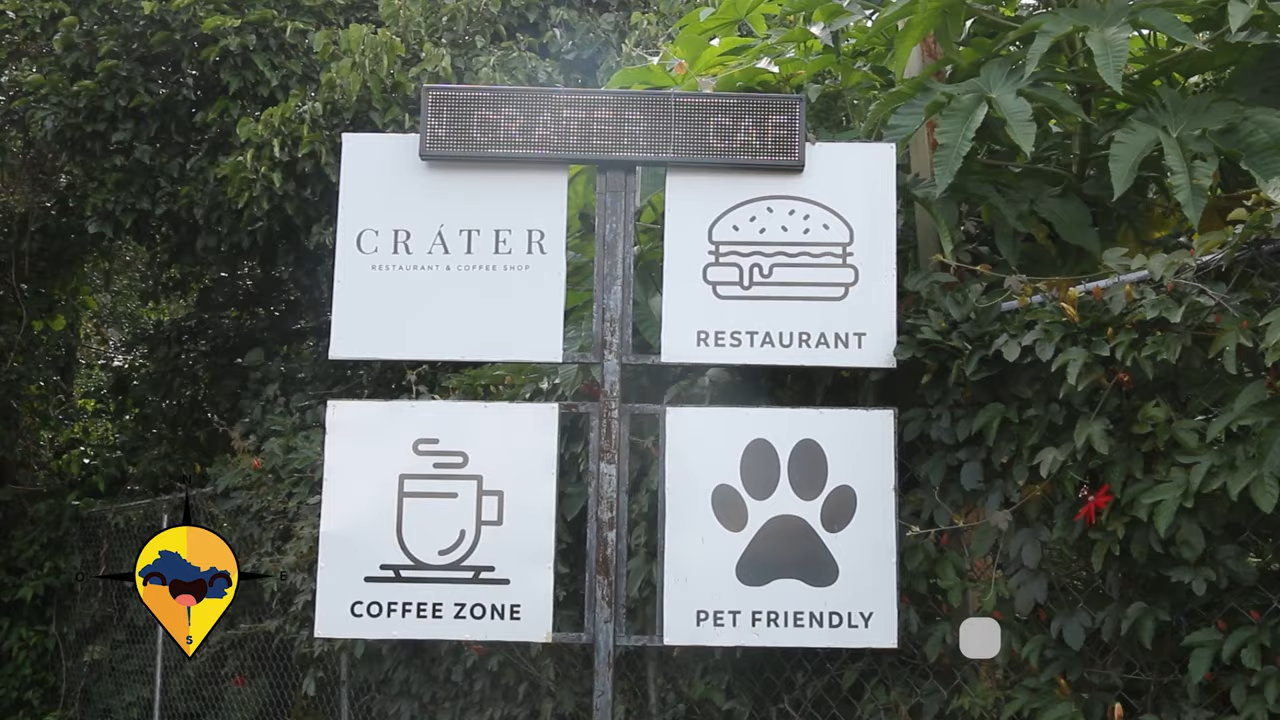 CRÁTER
RESTAURANT & COFFEE SHOP
RESTAURANT
COFFEE ZONE
PET FRIENDLY
N
O
E
S